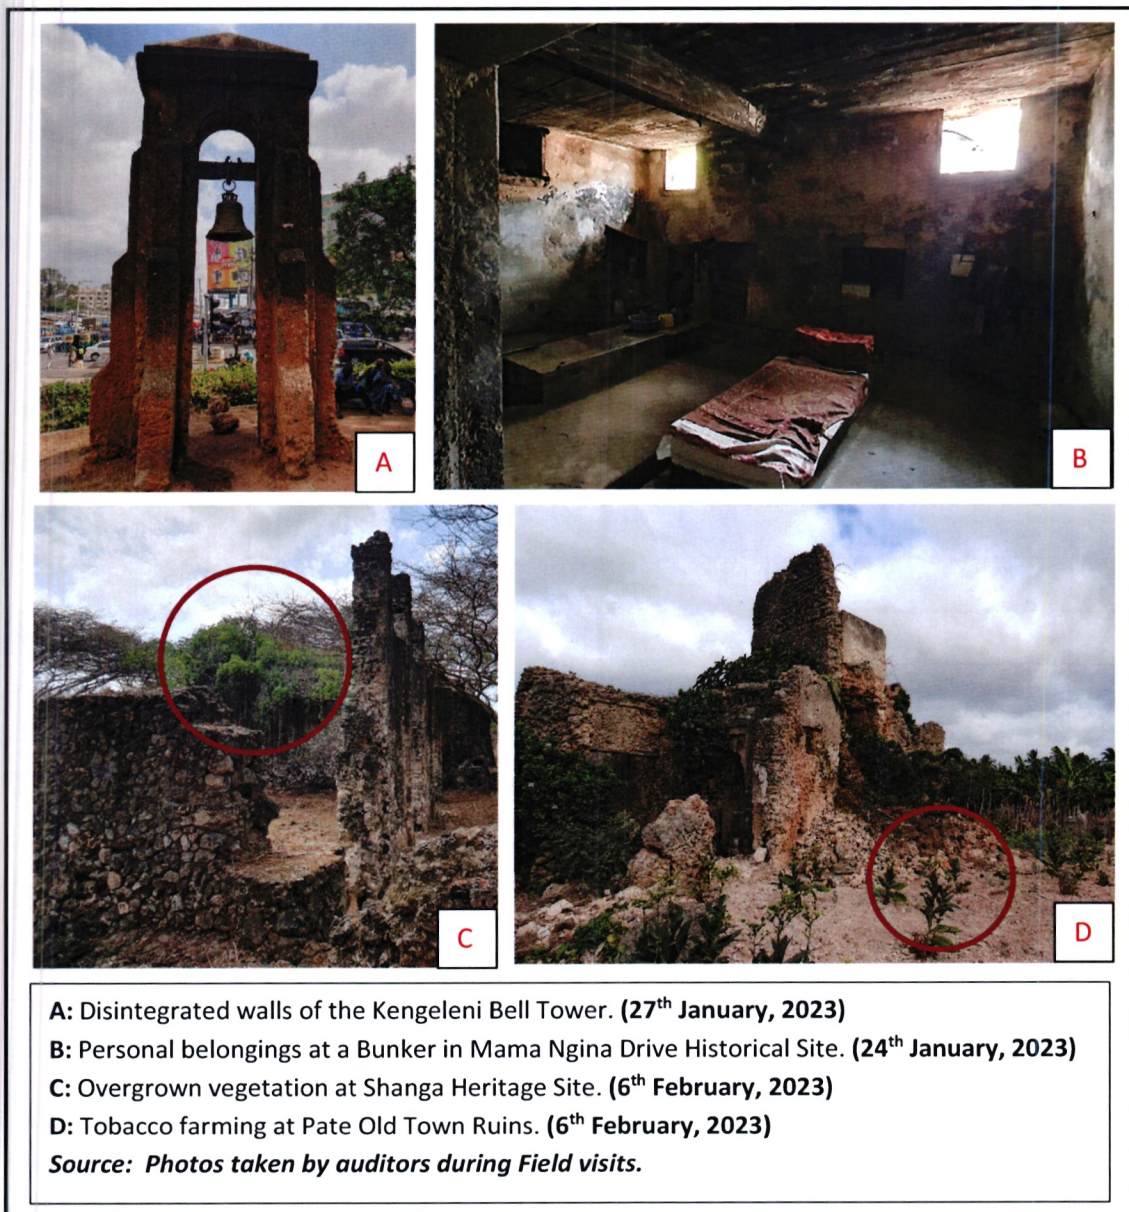 A
B
C
D
A: Disintegrated walls of the Kengeleni Bell Tower. (27th January, 2023)
B: Personal belongings at a Bunker in Mama Ngina Drive Historical Site. (24th January, 2023)
C: Overgrown vegetation at Shanga Heritage Site. (6th February, 2023)
D: Tobacco farming at Pate Old Town Ruins. (6th February, 2023)
Source: Photos taken by auditors during Field visits.